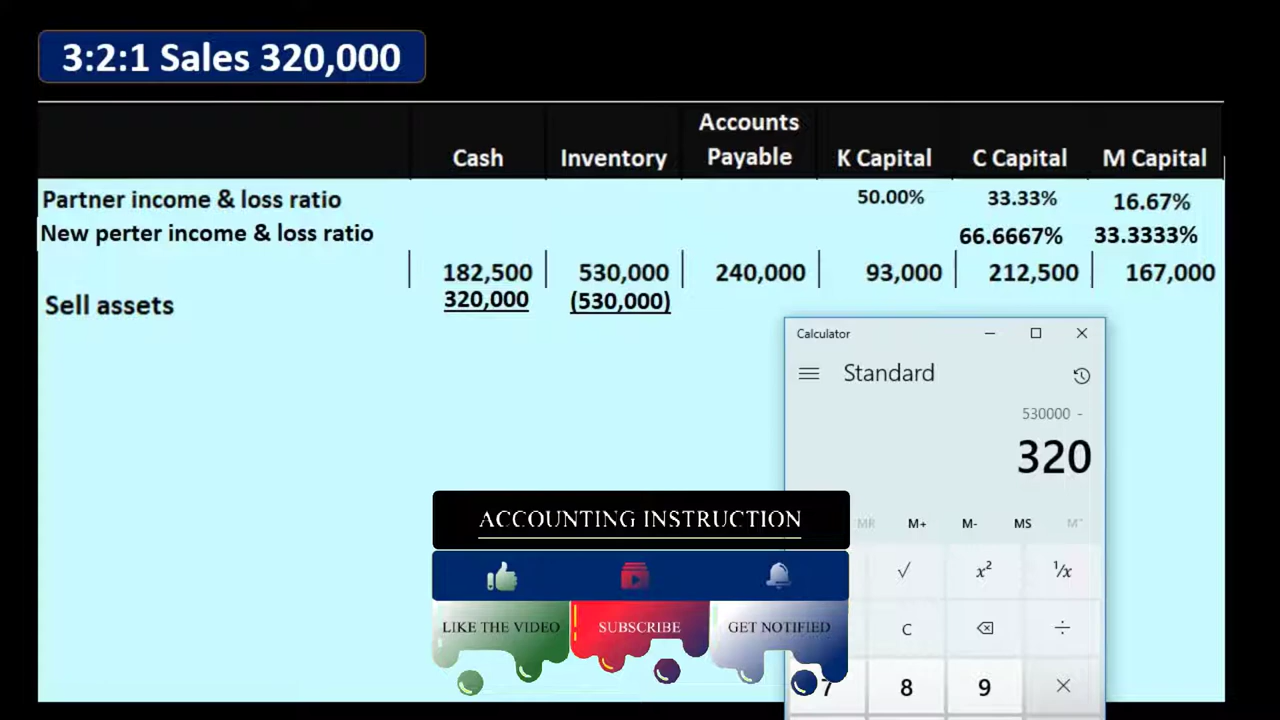 3:2:1 Sales 320,000
Cash Inventory Accounts Payable K Capital C Capital M Capital
Partner income & loss ratio 50.00% 33.33% 16.67%
New perter income & loss ratio 66.6667% 33.3333%
182,500 530,000 240,000 93,000 212,500 167,000
Sell assets 320,000 (530,000)
Calculator
Standard
530000 -
320
MR M+ M- MS M˅
√ x² ¹/x
C ⌫ ÷
7 8 9 ×
ACCOUNTING INSTRUCTION
LIKE THE VIDEO SUBSCRIBE GET NOTIFIED